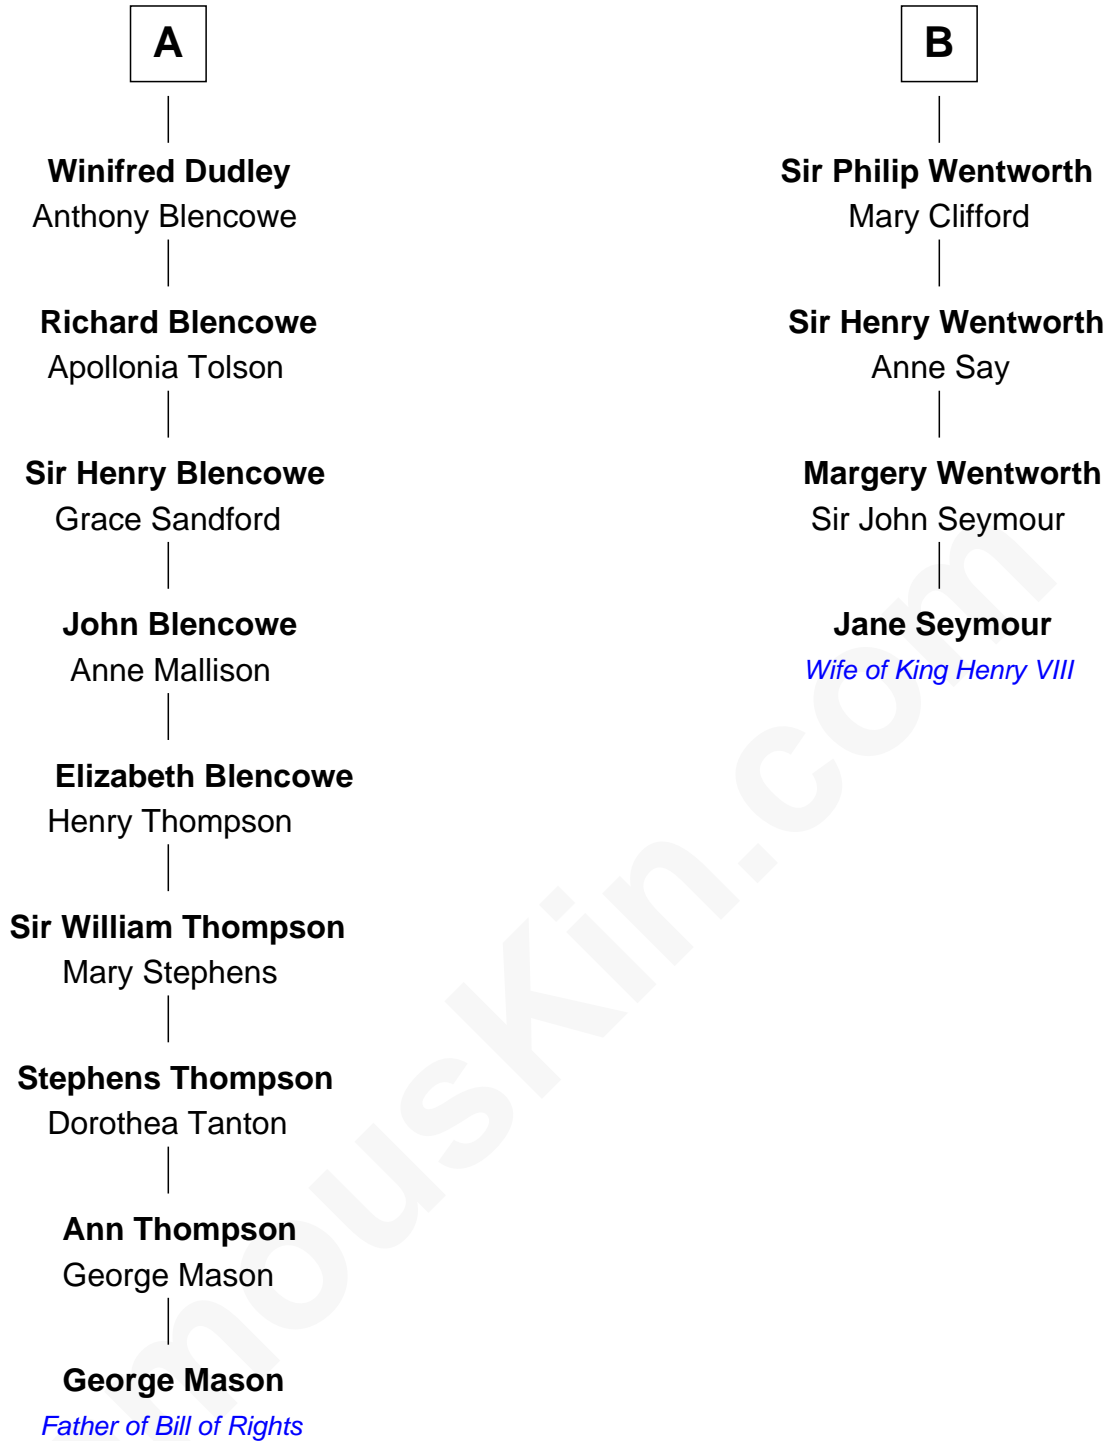 A
Winifred Dudley
Anthony Blencowe
Richard Blencowe
Apollonia Tolson
Sir Henry Blencowe
Grace Sandford
John Blencowe
Anne Mallison
Elizabeth Blencowe
Henry Thompson
Sir William Thompson
Mary Stephens
Stephens Thompson
Dorothea Tanton
Ann Thompson
George Mason
George Mason
Father of Bill of Rights
B
Sir Philip Wentworth
Mary Clifford
Sir Henry Wentworth
Anne Say
Margery Wentworth
Sir John Seymour
Jane Seymour
Wife of King Henry VIII
mousKin.com